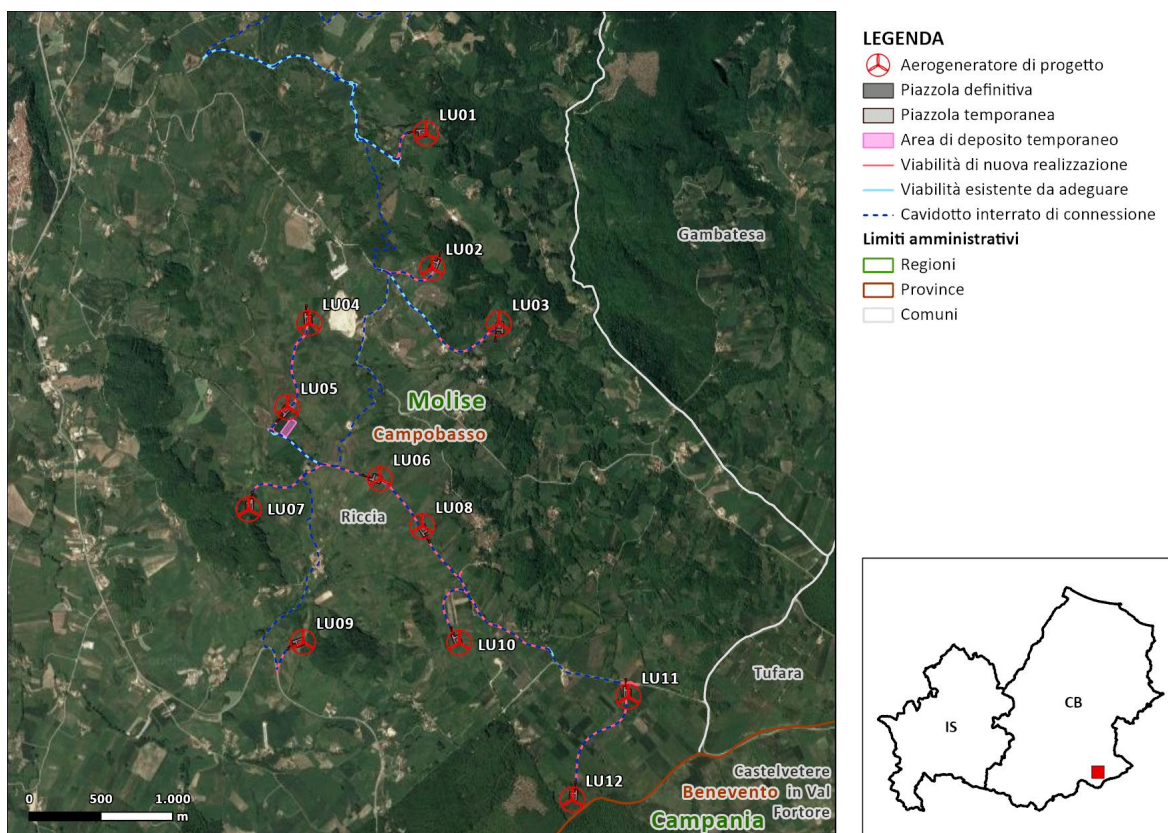 LU01
Gambatesa
LU02
LU03
LU04
LU05
Molise
Campobasso
LU06
LU07
Riccia
LU08
LU09
LU10
LU11
Tufara
LU12
Castelvetere
Benevento in Val
Fortore
Campania
0 500 1.000
m
LEGENDA
Aerogeneratore di progetto
Piazzola definitiva
Piazzola temporanea
Area di deposito temporaneo
Viabilità di nuova realizzazione
Viabilità esistente da adeguare
Cavidotto interrato di connessione
Limiti amministrativi
Regioni
Province
Comuni
IS
CB